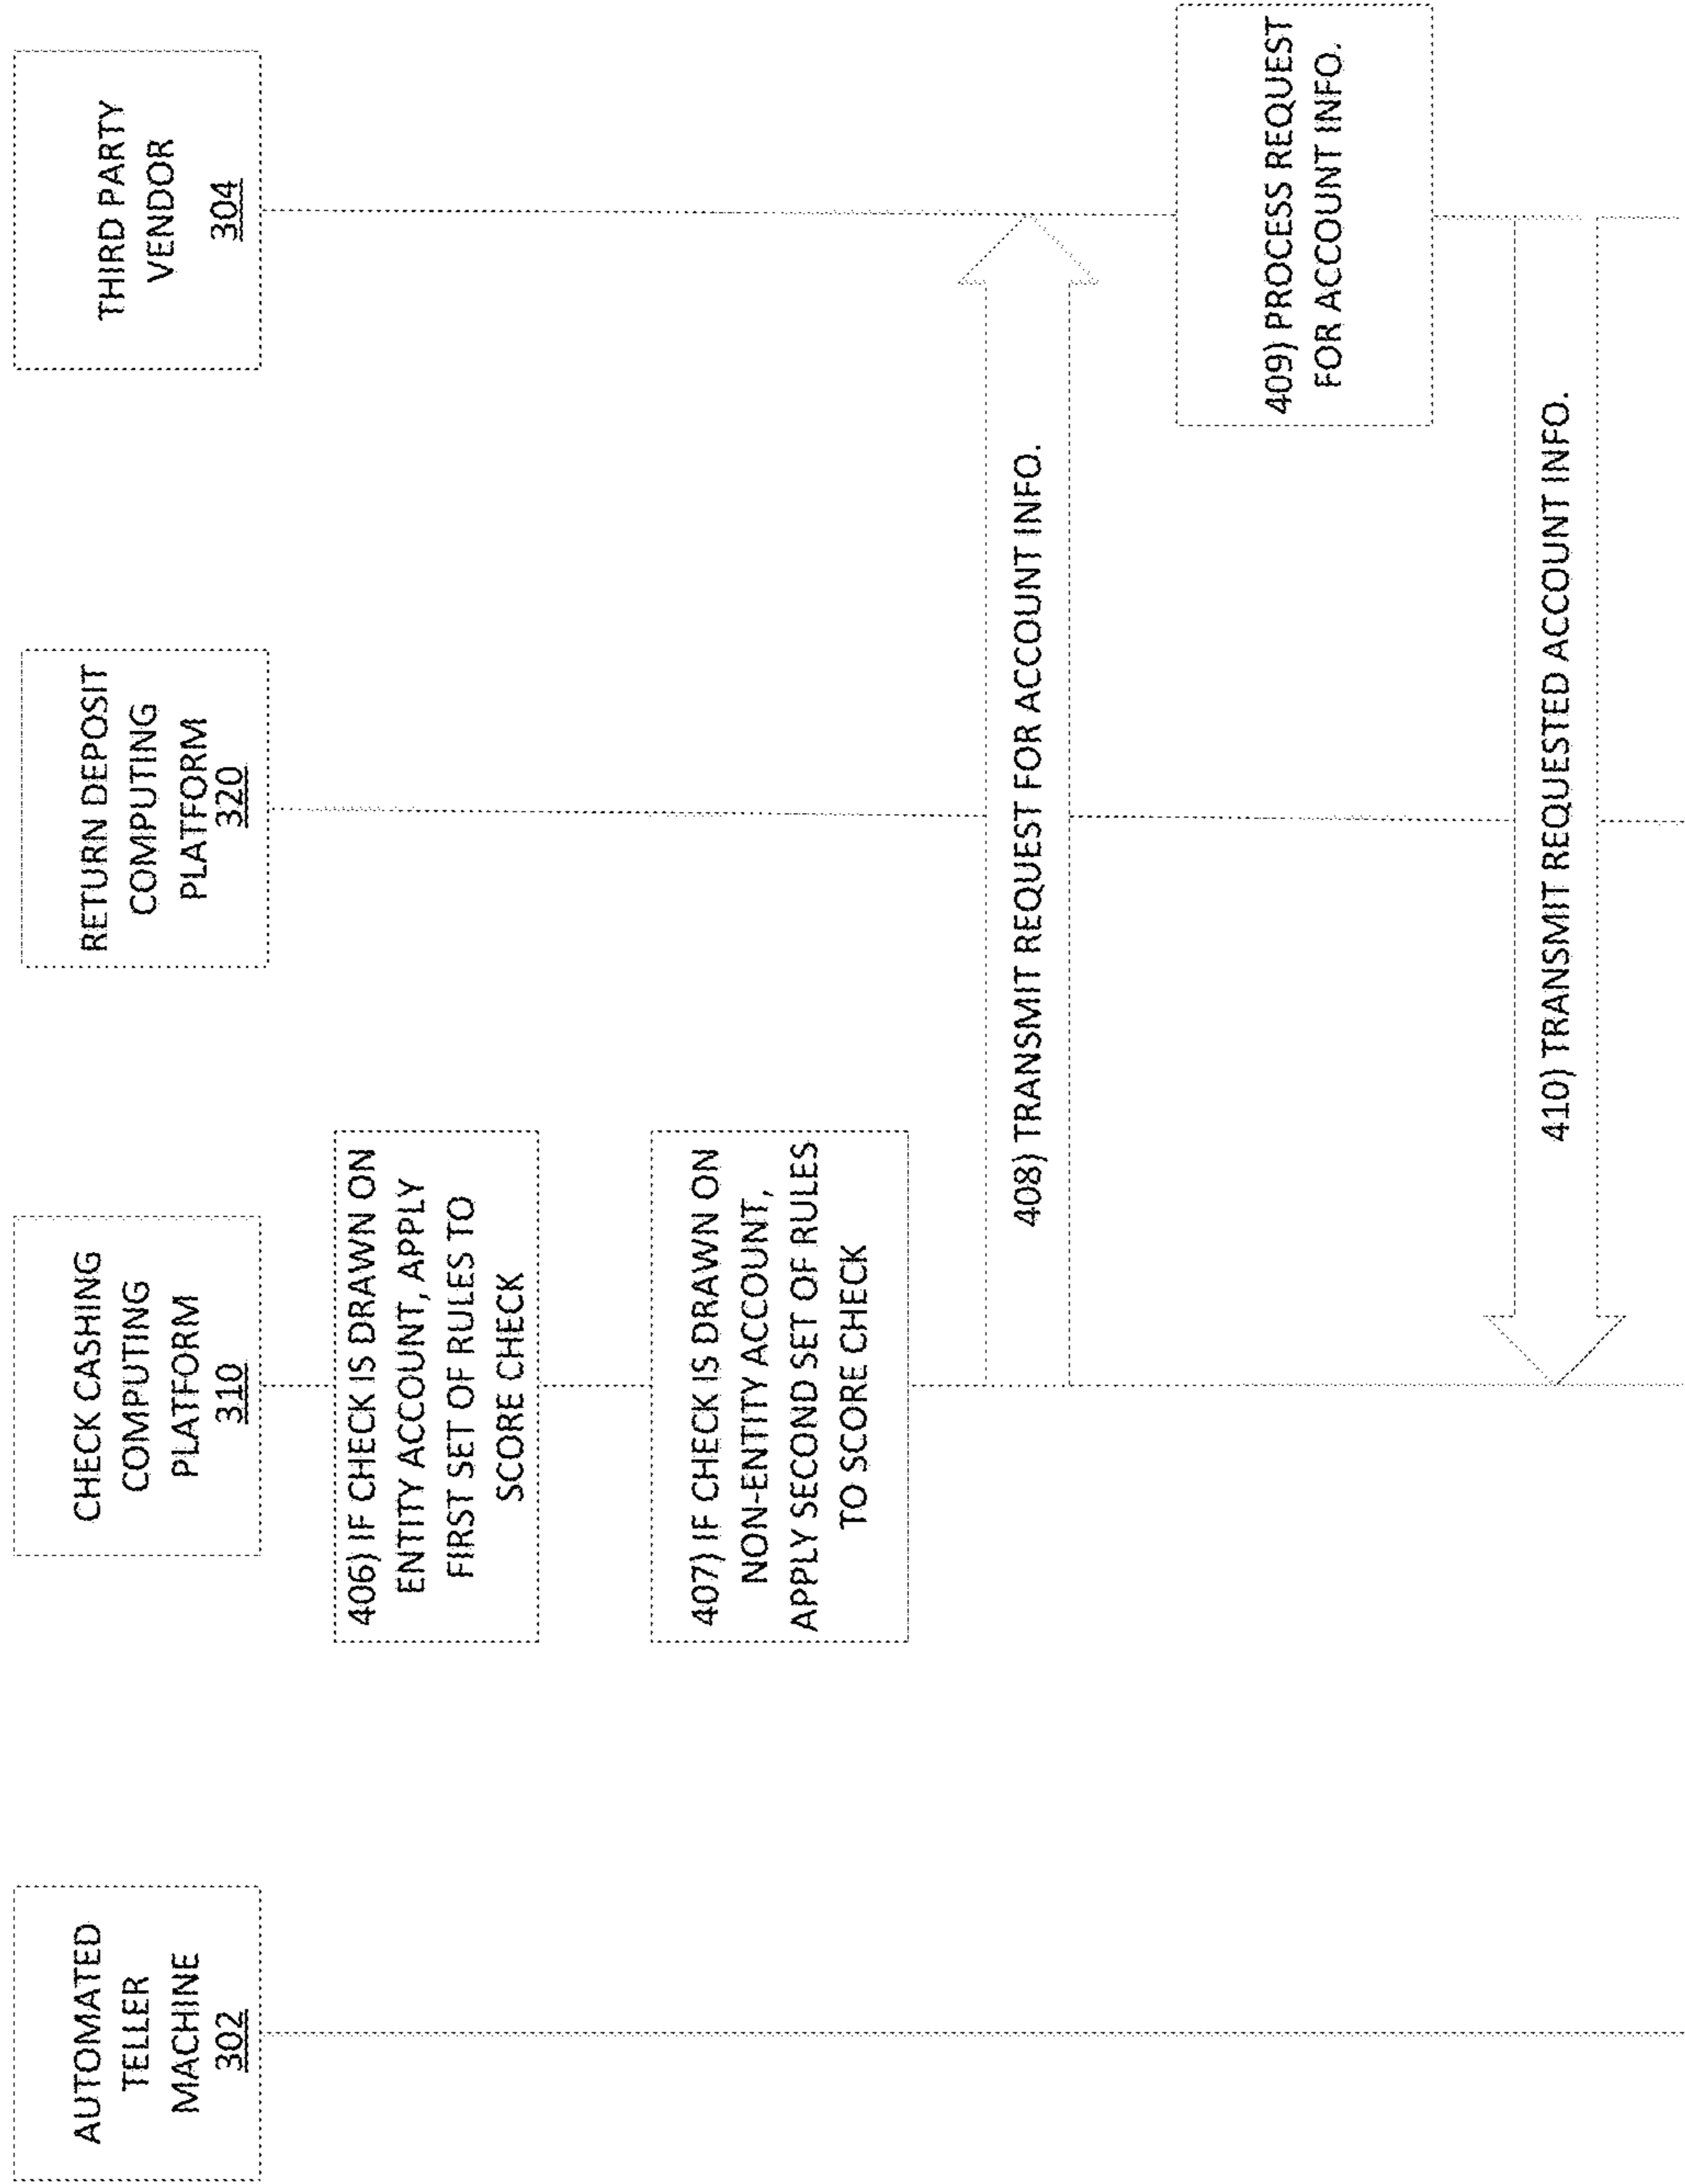 AUTOMATED
TELLER
MACHINE
302
CHECK CASHING
COMPUTING
PLATFORM
310
RETURN DEPOSIT
COMPUTING
PLATFORM
320
THIRD PARTY
VENDOR
304
406) IF CHECK IS DRAWN ON
ENTITY ACCOUNT, APPLY
FIRST SET OF RULES TO
SCORE CHECK
407) IF CHECK IS DRAWN ON
NON-ENTITY ACCOUNT,
APPLY SECOND SET OF RULES
TO SCORE CHECK
408) TRANSMIT REQUEST FOR ACCOUNT INFO.
409) PROCESS REQUEST
FOR ACCOUNT INFO.
410) TRANSMIT REQUESTED ACCOUNT INFO.